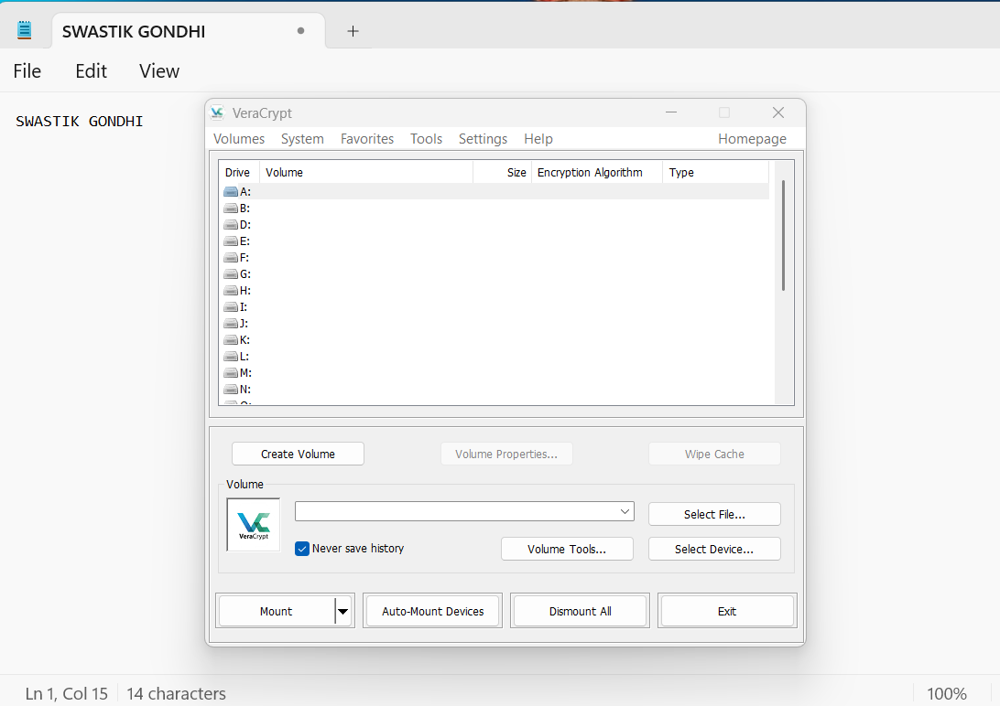 SWASTIK GONDHI
File Edit View
SWASTIK GONDHI
VeraCrypt
Volumes System Favorites Tools Settings Help Homepage
Drive Volume Size Encryption Algorithm Type
A:
B:
D:
E:
F:
G:
H:
I:
J:
K:
L:
M:
N:
Create Volume Volume Properties... Wipe Cache
Volume
VeraCrypt
Select File...
Never save history Volume Tools... Select Device...
Mount Auto-Mount Devices Dismount All Exit
Ln 1, Col 15 14 characters 100%